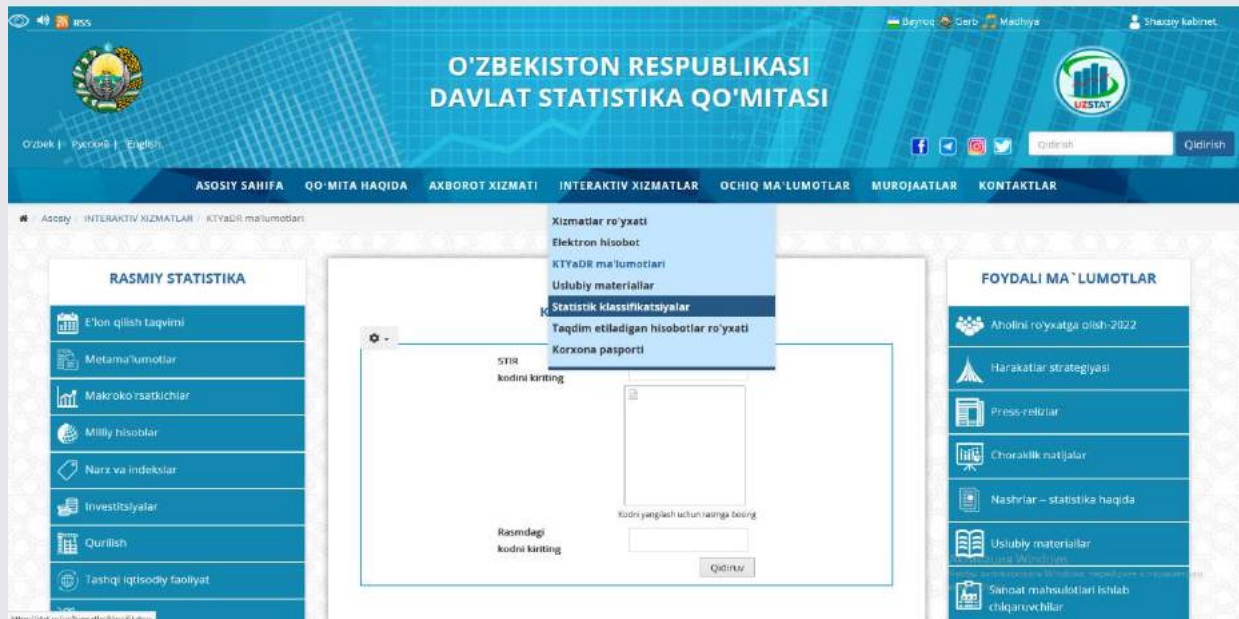 RSS
Bayroq Gerb Madhiya
Shaxsiy kabinet
O'ZBEKISTON RESPUBLIKASI
DAVLAT STATISTIKA QO'MITASI
UZSTAT
O'zbek | Русский | English
Qidirish
Qidirish
ASOSIY SAHIFA QO'MITA HAQIDA AXBOROT XIZMATI INTERAKTIV XIZMATLAR OCHIQ MA'LUMOTLAR MUROJAATLAR KONTAKTLAR
Asosiy / INTERAKTIV XIZMATLAR / KTYaDR ma'lumotlari
Xizmatlar ro'yxati
Elektron hisobot
KTYaDR ma'lumotlari
Uslubiy materiallar
Statistik klassifikatsiyalar
Taqdim etiladigan hisobotlar ro'yxati
Korxona pasporti
RASMIY STATISTIKA
E'lon qilish taqvimi
Metama'lumotlar
Makroko'rsatkichlar
Milliy hisoblar
Narx va indekslar
Investitsiyalar
Qurilish
Tashqi iqtisodiy faoliyat
K
STIR
kodini kiriting
Kodni yangilash uchun rasmga bosing
Rasmdagi
kodni kiriting
Qidiruv
FOYDALI MA`LUMOTLAR
Aholini ro'yxatga olish-2022
Harakatlar strategiyasi
Press-relizlar
Choraklik natijalar
Nashrlar – statistika haqida
Uslubiy materiallar
Sanoat mahsulotlari ishlab
chiqaruvchilar